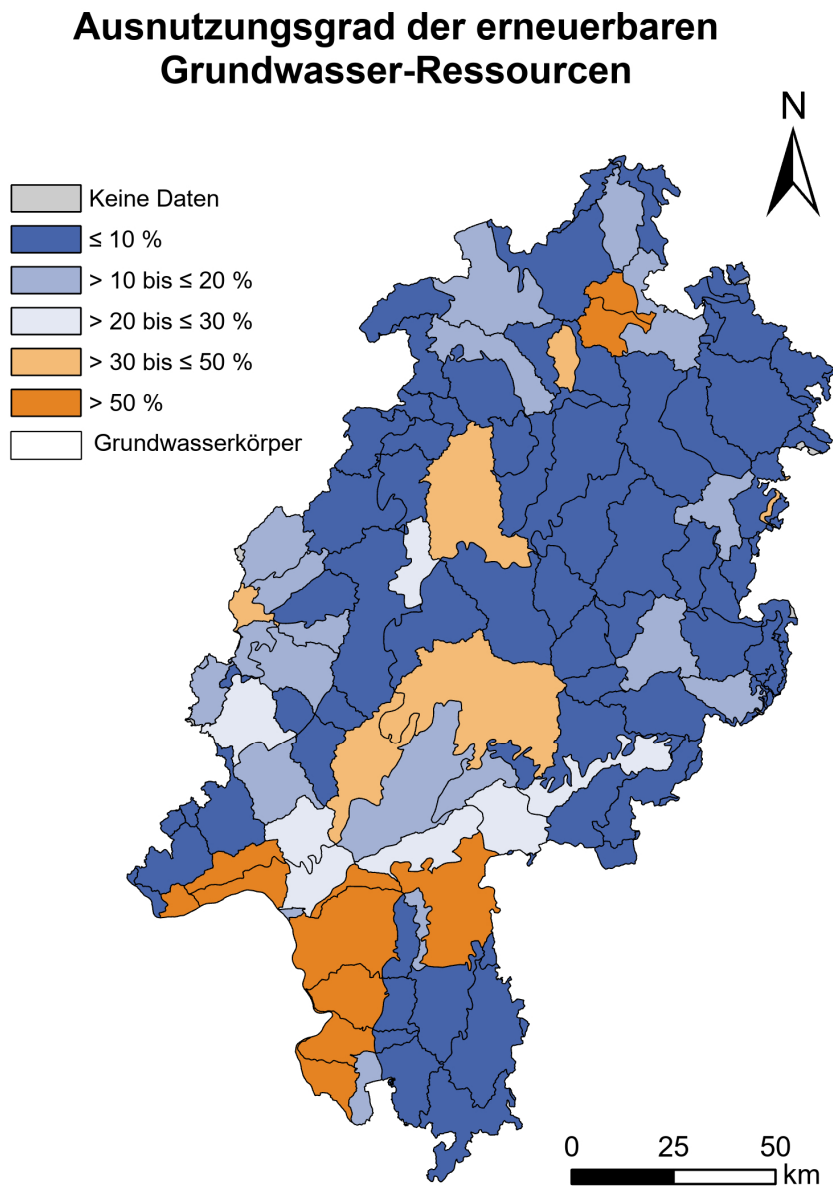 Ausnutzungsgrad der erneuerbaren
Grundwasser-Ressourcen
N
Keine Daten
≤ 10 %
> 10 bis ≤ 20 %
> 20 bis ≤ 30 %
> 30 bis ≤ 50 %
> 50 %
Grundwasserkörper
0 25 50
km